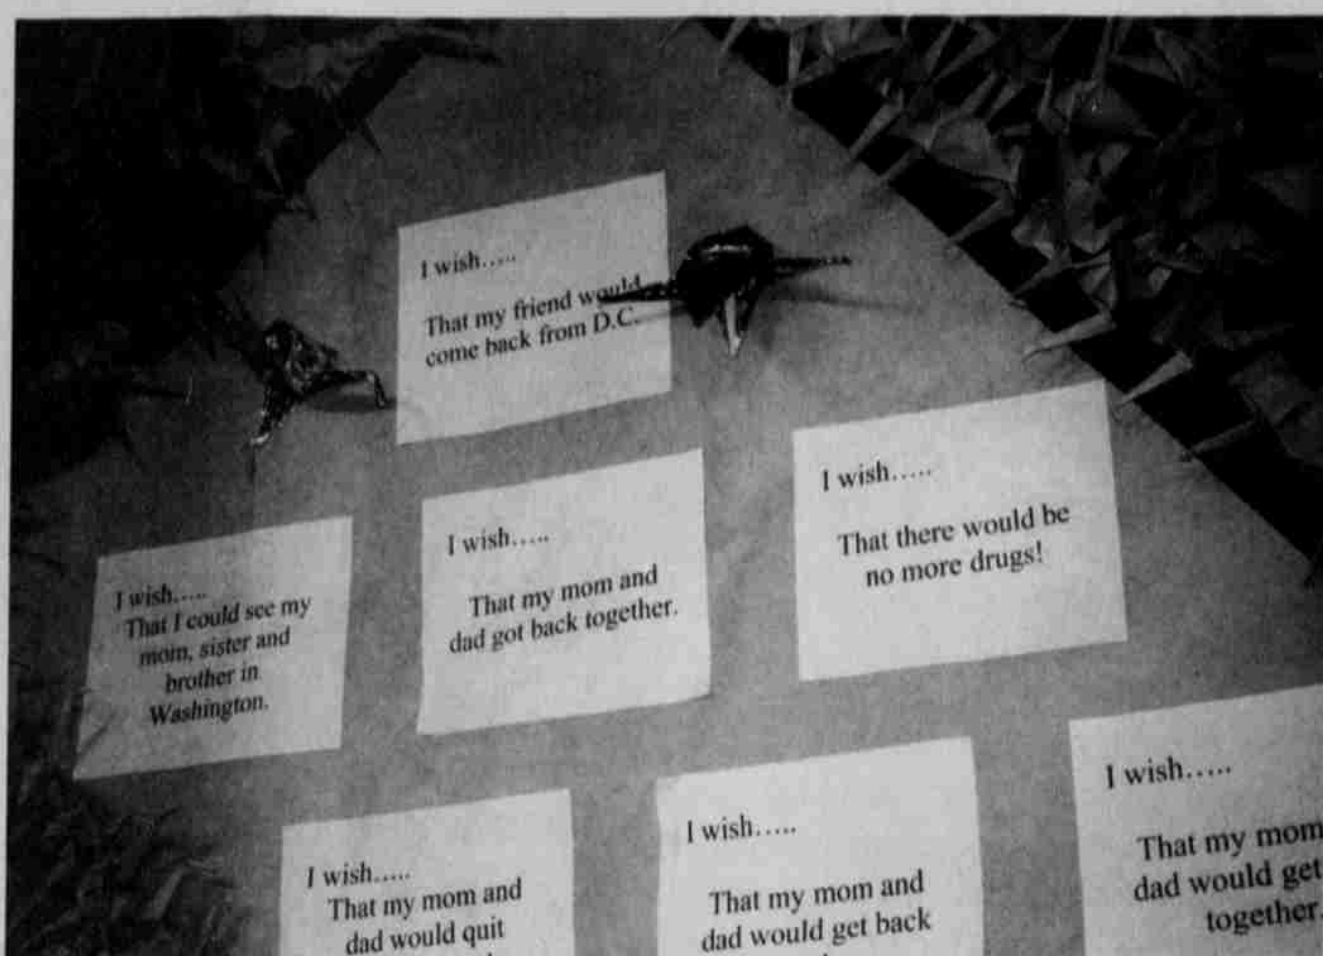 I wish.....
That my friend would
come back from D.C.
I wish.....
That I could see my
mom, sister and
brother in
Washington.
I wish.....
That my mom and
dad got back together.
I wish.....
That there would be
no more drugs!
I wish.....
That my mom and
dad would quit
I wish.....
That my mom and
dad would get back
I wish.....
That my mom
dad would get
together.